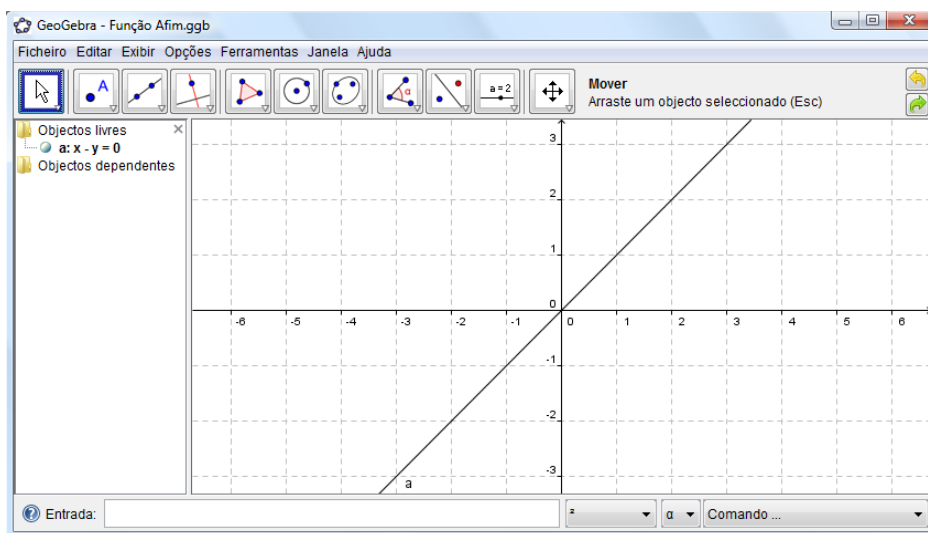 GeoGebra - Função Afim.ggb
Ficheiro Editar Exibir Opções Ferramentas Janela Ajuda
A
α
a = 2
Mover
Arraste um objecto seleccionado (Esc)
Objectos livres
a: x - y = 0
Objectos dependentes
3
2
1
0
-6 -5 -4 -3 -2 -1 0 1 2 3 4 5 6
-1
-2
-3
a
Entrada:
²
α
Comando ...